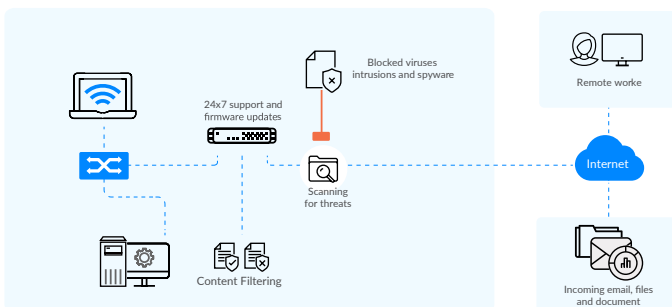 Blocked viruses
intrusions and spyware
24x7 support and
firmware updates
Remote worke
Internet
Scanning
for threats
Content Filtering
Incoming email, files
and document